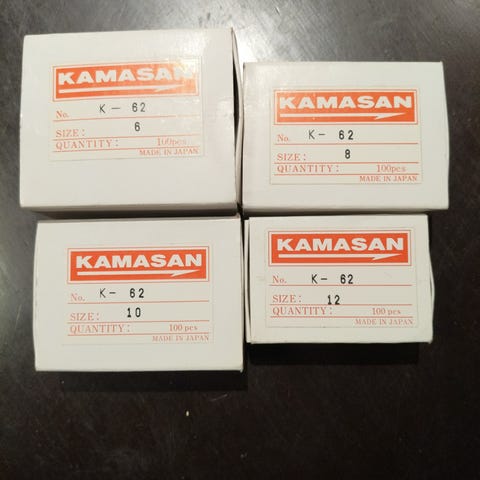 KAMASAN
No. K- 62
SIZE: 6
QUANTITY: 100pcs
MADE IN JAPAN
KAMASAN
No. K- 62
SIZE: 8
QUANTITY: 100pcs
MADE IN JAPAN
KAMASAN
No. K- 62
SIZE: 10
QUANTITY: 100 pcs
MADE IN JAPAN
KAMASAN
No. K- 62
SIZE: 12
QUANTITY: 100 pcs
MADE IN JAPAN